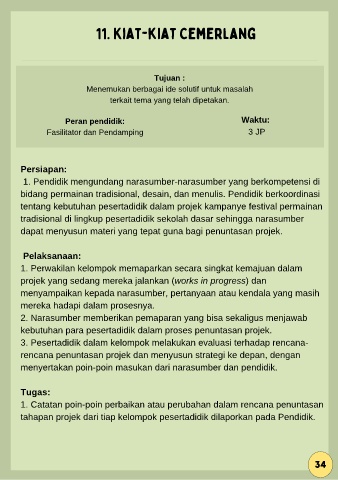 11. KIAT-KIAT CEMERLANG
Tujuan :
Menemukan berbagai ide solutif untuk masalah
terkait tema yang telah dipetakan.
Peran pendidik:
Fasilitator dan Pendamping
Waktu:
3 JP
Persiapan:
1. Pendidik mengundang narasumber-narasumber yang berkompetensi di
bidang permainan tradisional, desain, dan menulis. Pendidik berkoordinasi
tentang kebutuhan pesertadidik dalam projek kampanye festival permainan
tradisional di lingkup pesertadidik sekolah dasar sehingga narasumber
dapat menyusun materi yang tepat guna bagi penuntasan projek.
Pelaksanaan:
1. Perwakilan kelompok memaparkan secara singkat kemajuan dalam
projek yang sedang mereka jalankan (works in progress) dan
menyampaikan kepada narasumber, pertanyaan atau kendala yang masih
mereka hadapi dalam prosesnya.
2. Narasumber memberikan pemaparan yang bisa sekaligus menjawab
kebutuhan para pesertadidik dalam proses penuntasan projek.
3. Pesertadidik dalam kelompok melakukan evaluasi terhadap rencana-
rencana penuntasan projek dan menyusun strategi ke depan, dengan
menyertakan poin-poin masukan dari narasumber dan pendidik.
Tugas:
1. Catatan poin-poin perbaikan atau perubahan dalam rencana penuntasan
tahapan projek dari tiap kelompok pesertadidik dilaporkan pada Pendidik.
34